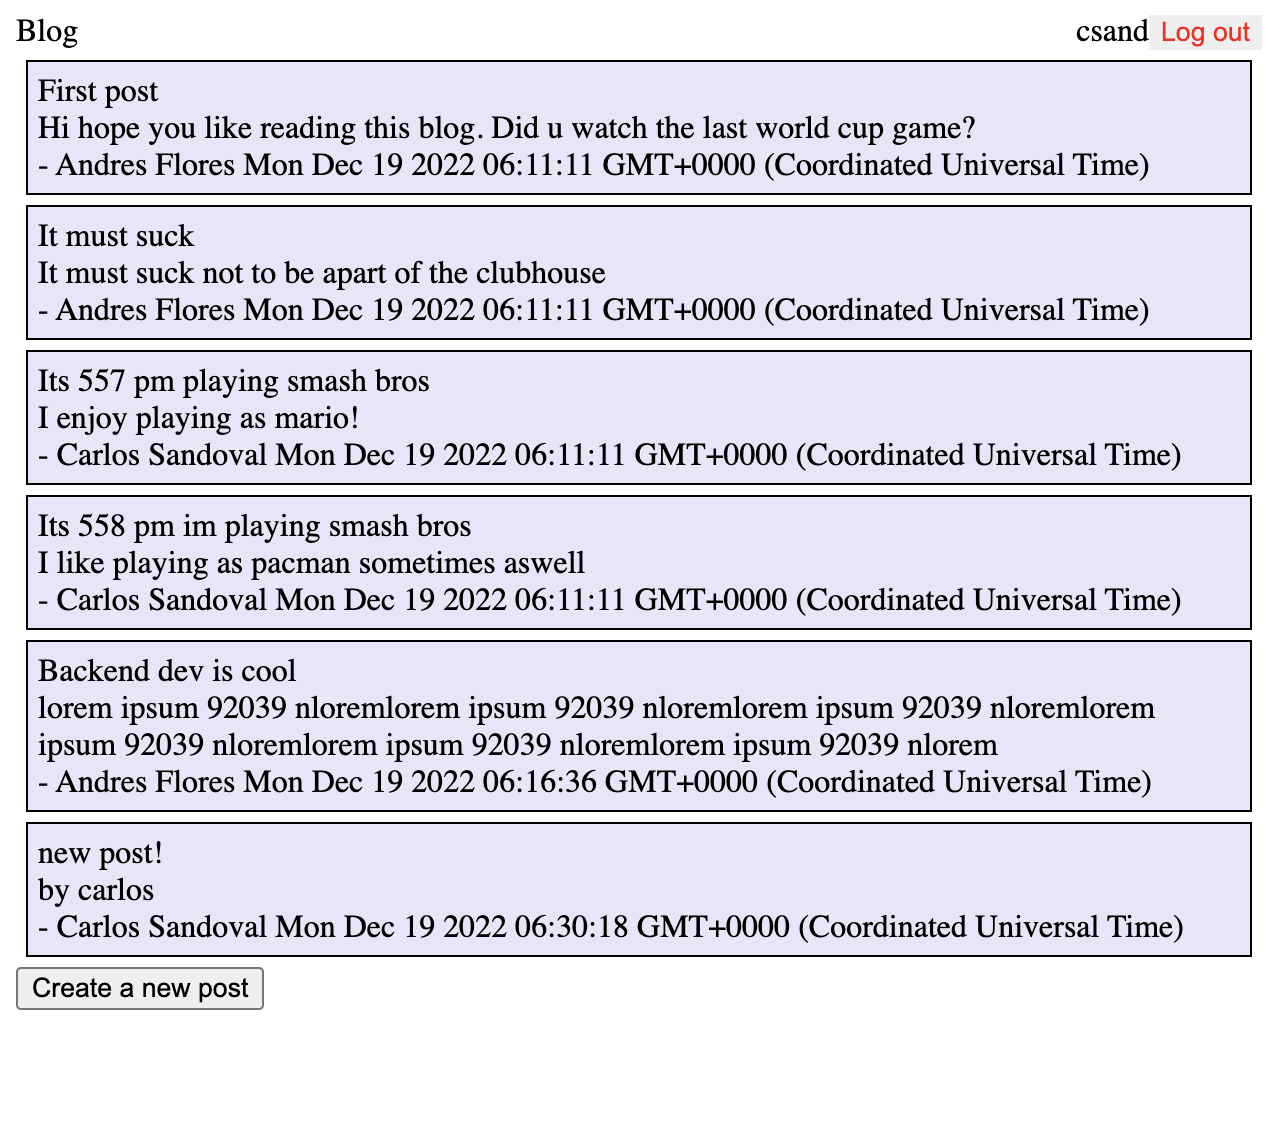 Blog
csand Log out
First post
Hi hope you like reading this blog. Did u watch the last world cup game?
- Andres Flores Mon Dec 19 2022 06:11:11 GMT+0000 (Coordinated Universal Time)
It must suck
It must suck not to be apart of the clubhouse
- Andres Flores Mon Dec 19 2022 06:11:11 GMT+0000 (Coordinated Universal Time)
Its 557 pm playing smash bros
I enjoy playing as mario!
- Carlos Sandoval Mon Dec 19 2022 06:11:11 GMT+0000 (Coordinated Universal Time)
Its 558 pm im playing smash bros
I like playing as pacman sometimes aswell
- Carlos Sandoval Mon Dec 19 2022 06:11:11 GMT+0000 (Coordinated Universal Time)
Backend dev is cool
lorem ipsum 92039 nloremlorem ipsum 92039 nloremlorem ipsum 92039 nloremlorem
ipsum 92039 nloremlorem ipsum 92039 nloremlorem ipsum 92039 nlorem
- Andres Flores Mon Dec 19 2022 06:16:36 GMT+0000 (Coordinated Universal Time)
new post!
by carlos
- Carlos Sandoval Mon Dec 19 2022 06:30:18 GMT+0000 (Coordinated Universal Time)
Create a new post